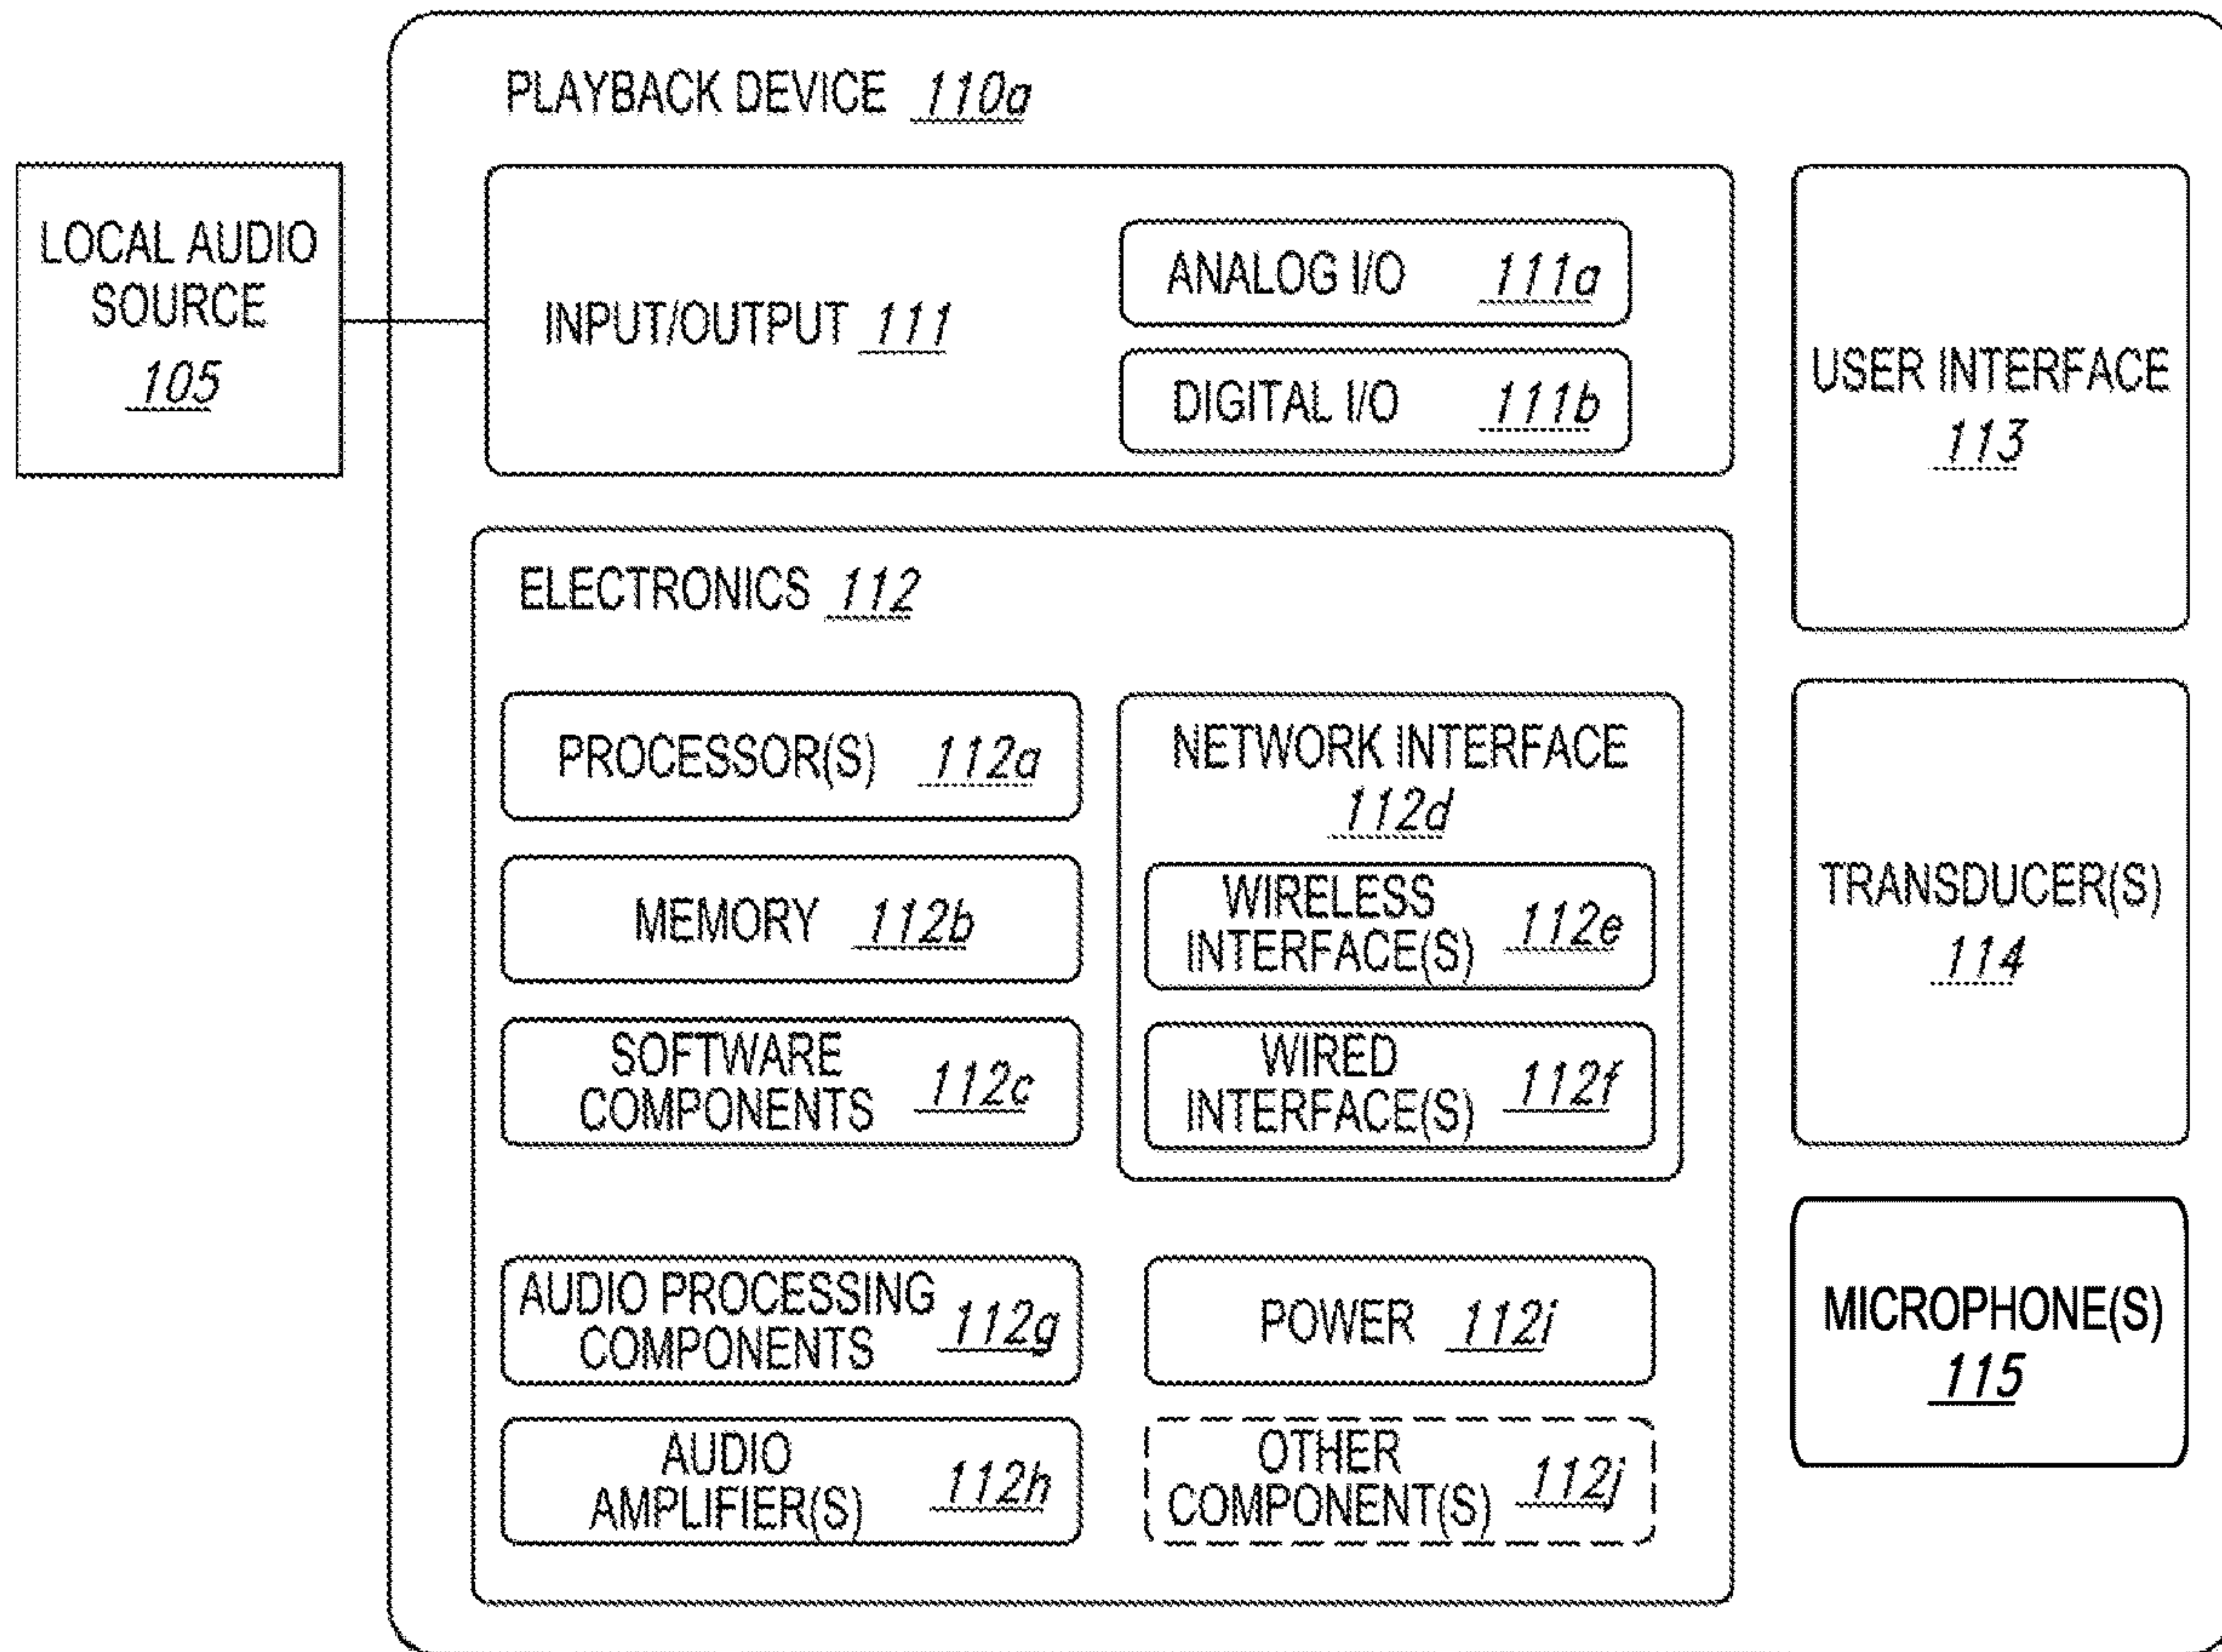 PLAYBACK DEVICE 110a
LOCAL AUDIO
SOURCE
105
INPUT/OUTPUT 111
ANALOG I/O 111a
DIGITAL I/O 111b
USER INTERFACE
113
ELECTRONICS 112
PROCESSOR(S) 112a
MEMORY 112b
SOFTWARE
COMPONENTS 112c
NETWORK INTERFACE
112d
WIRELESS
INTERFACE(S) 112e
WIRED
INTERFACE(S) 112f
AUDIO PROCESSING
COMPONENTS 112g
AUDIO
AMPLIFIER(S) 112h
POWER 112i
OTHER
COMPONENT(S) 112j
TRANSDUCER(S)
114
MICROPHONE(S)
115